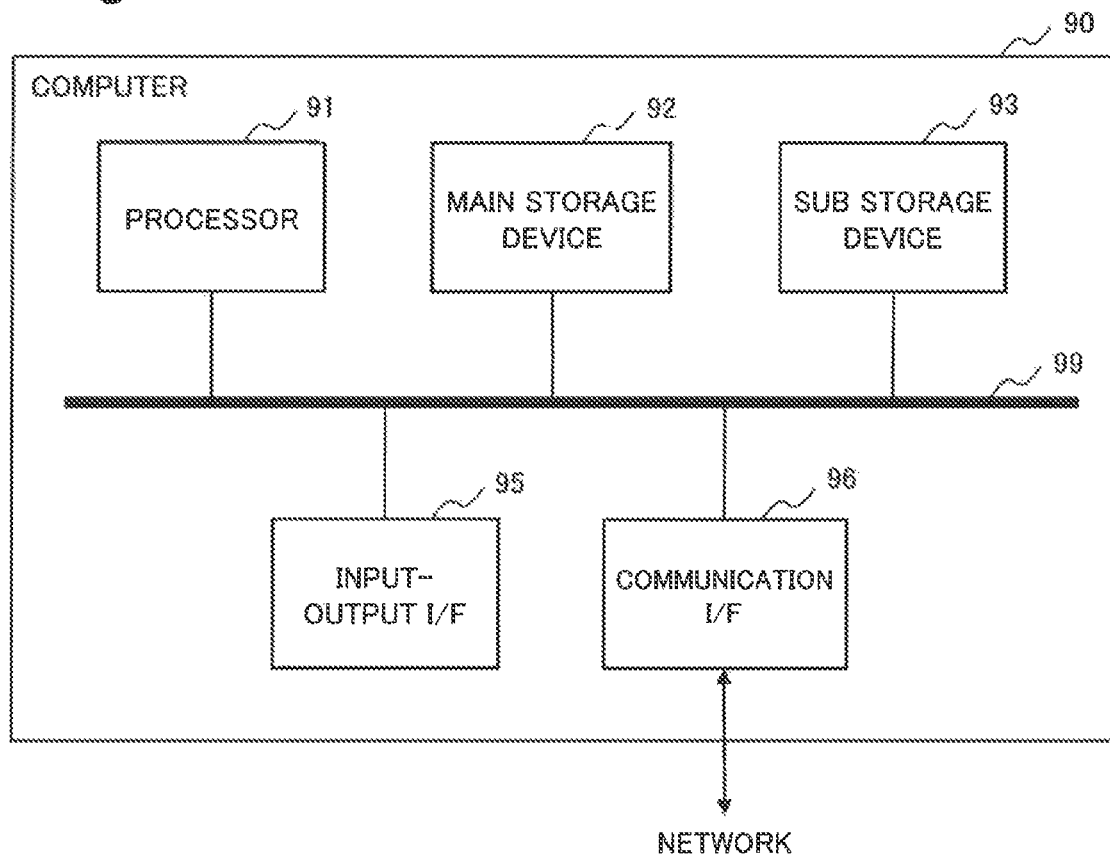 90
COMPUTER
91
92
93
PROCESSOR
MAIN STORAGE
DEVICE
SUB STORAGE
DEVICE
99
95
96
INPUT-
OUTPUT I/F
COMMUNICATION
I/F
NETWORK